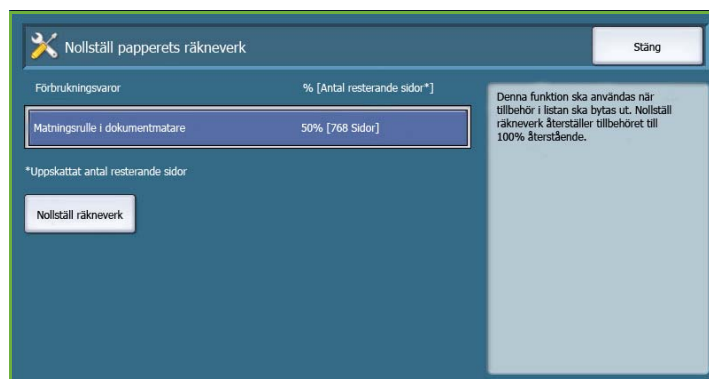 Nollställ papperets räkneverk
Stäng
Förbrukningsvaror
% [Antal resterande sidor*]
Matningsrulle i dokumentmatare
50% [768 Sidor]
*Uppskattat antal resterande sidor
Nollställ räkneverk
Denna funktion ska användas när
tillbehör i listan ska bytas ut. Nollställ
räkneverk återställer tillbehöret till
100% återstående.